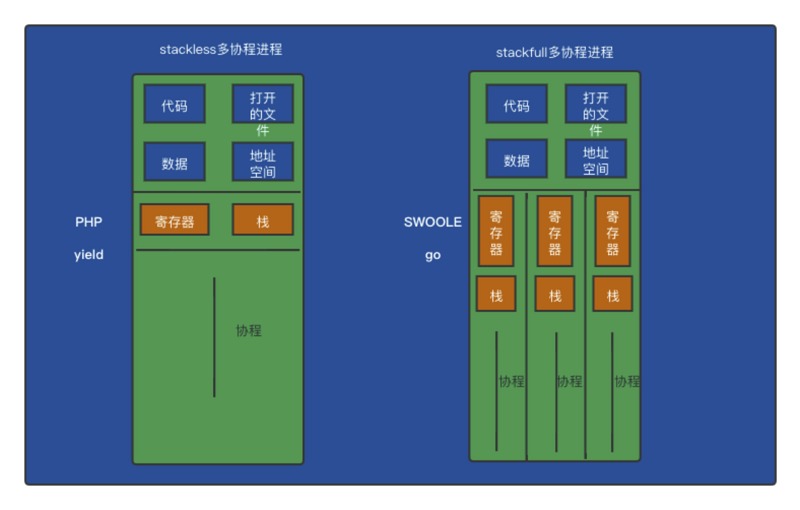 stackless多协程进程
代码
打开
的文
件
数据
地址
空间
PHP
寄存器
栈
yield
协程
stackfull多协程进程
代码
打开
的文
件
数据
地址
空间
SWOOLE
go
寄
存
器
寄
存
器
寄
存
器
栈
栈
栈
协程
协程
协程